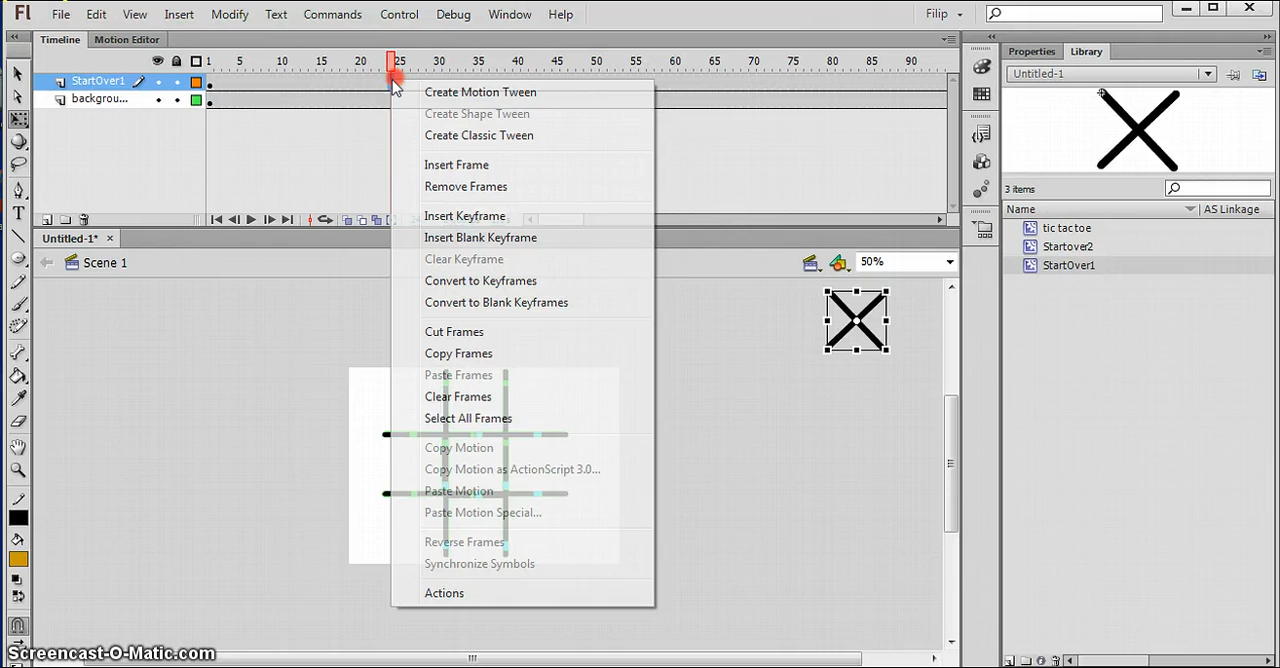 Fl File Edit View Insert Modify Text Commands Control Debug Window Help Filip
Timeline Motion Editor
1 5 10 15 20 25 30 35 40 45 50 55 60 65 70 75 80 85 90
StartOver1
backgrou...
Create Motion Tween
Create Shape Tween
Create Classic Tween
Insert Frame
Remove Frames
Insert Keyframe
Insert Blank Keyframe
Clear Keyframe
Convert to Keyframes
Convert to Blank Keyframes
Cut Frames
Copy Frames
Paste Frames
Clear Frames
Select All Frames
Copy Motion
Copy Motion as ActionScript 3.0...
Paste Motion
Paste Motion Special...
Reverse Frames
Synchronize Symbols
Actions
Untitled-1*
Scene 1
50%
Properties Library
Untitled-1
3 items
Name AS Linkage
tic tac toe
Startover2
StartOver1
Screencast-O-Matic.com